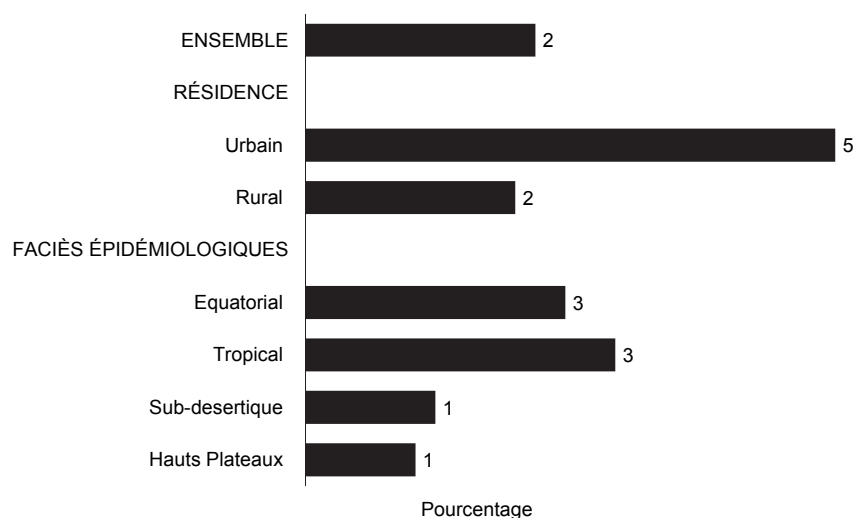 ENSEMBLE 2
RÉSIDENCE
Urbain 5
Rural 2
FACIÈS ÉPIDÉMIOLOGIQUES
Equatorial 3
Tropical 3
Sub-desertique 1
Hauts Plateaux 1
Pourcentage